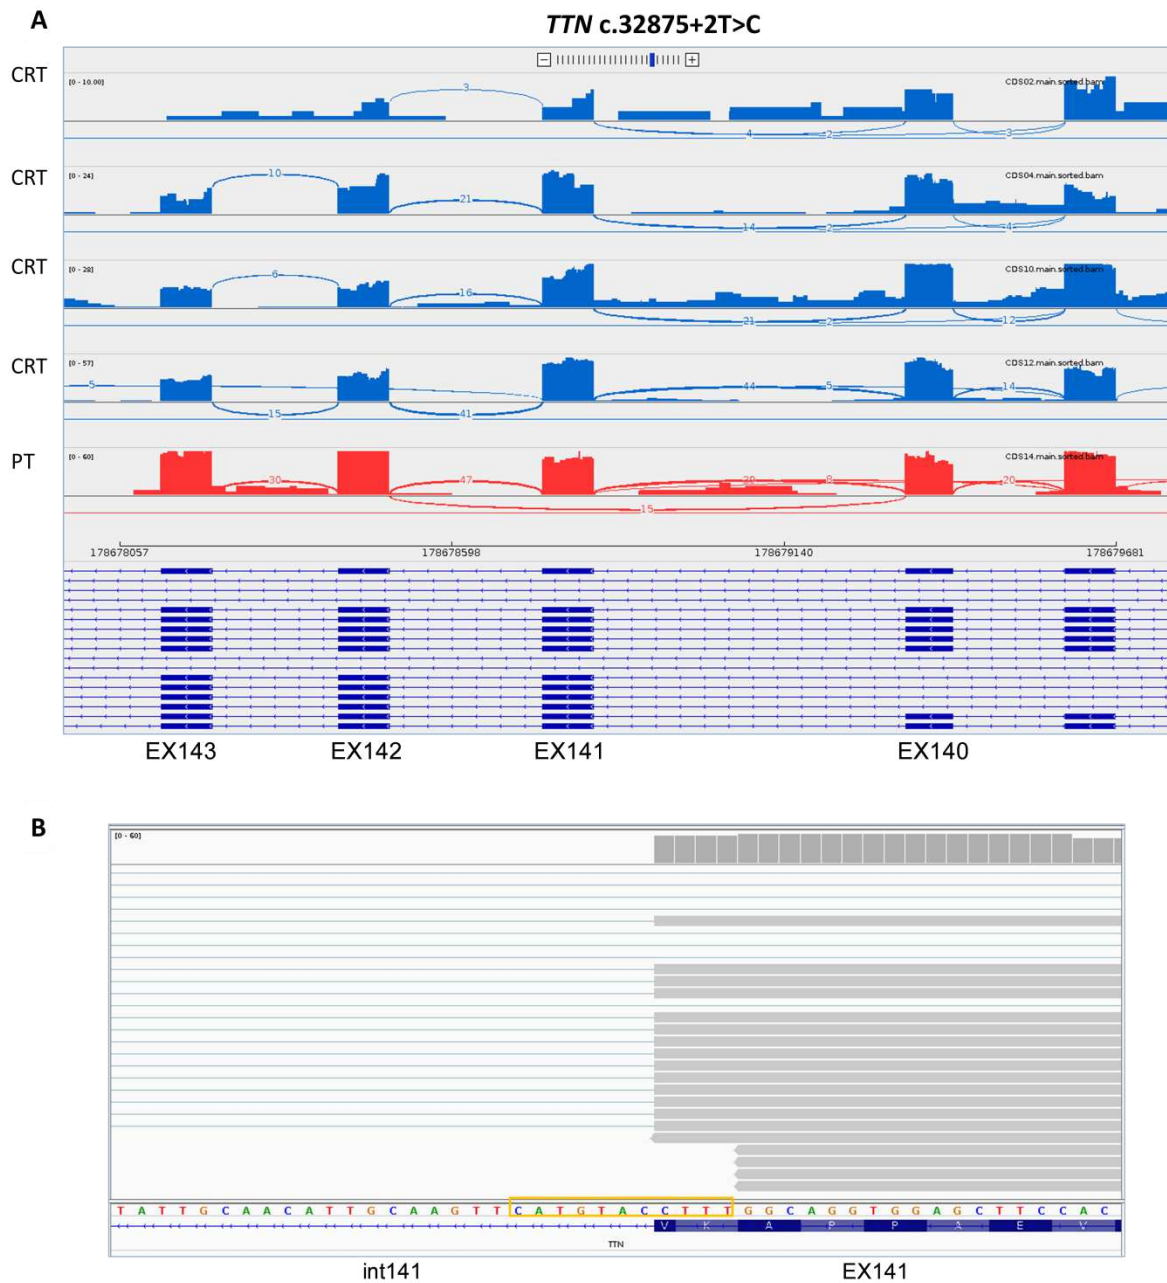 A
TTN c.32875+2T>C
− +
CRT
[0 - 10.00]
CDS02.main.sorted.bam
3
4 2 3
CRT
[0 - 24]
CDS04.main.sorted.bam
10
21
14 2 4
CRT
[0 - 28]
CDS10.main.sorted.bam
6
16
21 2 12
CRT
[0 - 57]
CDS12.main.sorted.bam
5
44 5 14
15 41
PT
[0 - 60]
CDS14.main.sorted.bam
30 47 8 20
15
178678057 178678598 178679140 178679681
EX143 EX142 EX141 EX140
B
[0 - 60]
T A T T G C A A C A T T G C A A G T T C A T G T A C C T T T G G C A G G T G G A G C T T C C A C
V K A P P A E V
TTN
int141 EX141